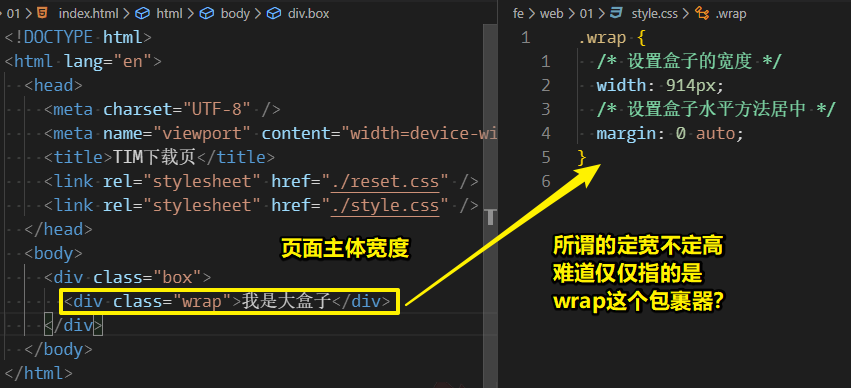 01 > index.html > html > body > div.box
<!DOCTYPE html>
<html lang="en">
<head>
<meta charset="UTF-8" />
<meta name="viewport" content="width=device-wi
<title>TIM下载页</title>
<link rel="stylesheet" href="./reset.css" />
<link rel="stylesheet" href="./style.css" />
</head>
<body>
<div class="box">
<div class="wrap">我是大盒子</div>
</div>
</body>
</html>
页面主体宽度
fe > web > 01 > style.css > .wrap
1 .wrap {
1 /* 设置盒子的宽度 */
2 width: 914px;
3 /* 设置盒子水平方法居中 */
4 margin: 0 auto;
5 }
6
所谓的定宽不定高
难道仅仅指的是
wrap这个包裹器?